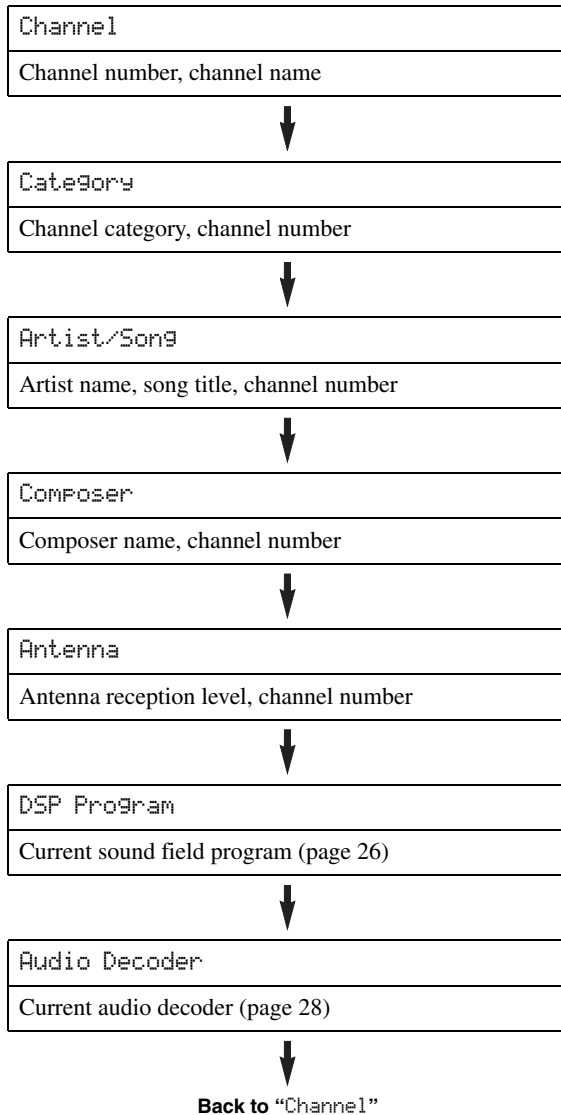 Channel
Channel number, channel name
Category
Channel category, channel number
Artist/Song
Artist name, song title, channel number
Composer
Composer name, channel number
Antenna
Antenna reception level, channel number
DSP Program
Current sound field program (page 26)
Audio Decoder
Current audio decoder (page 28)
Back to “Channel”